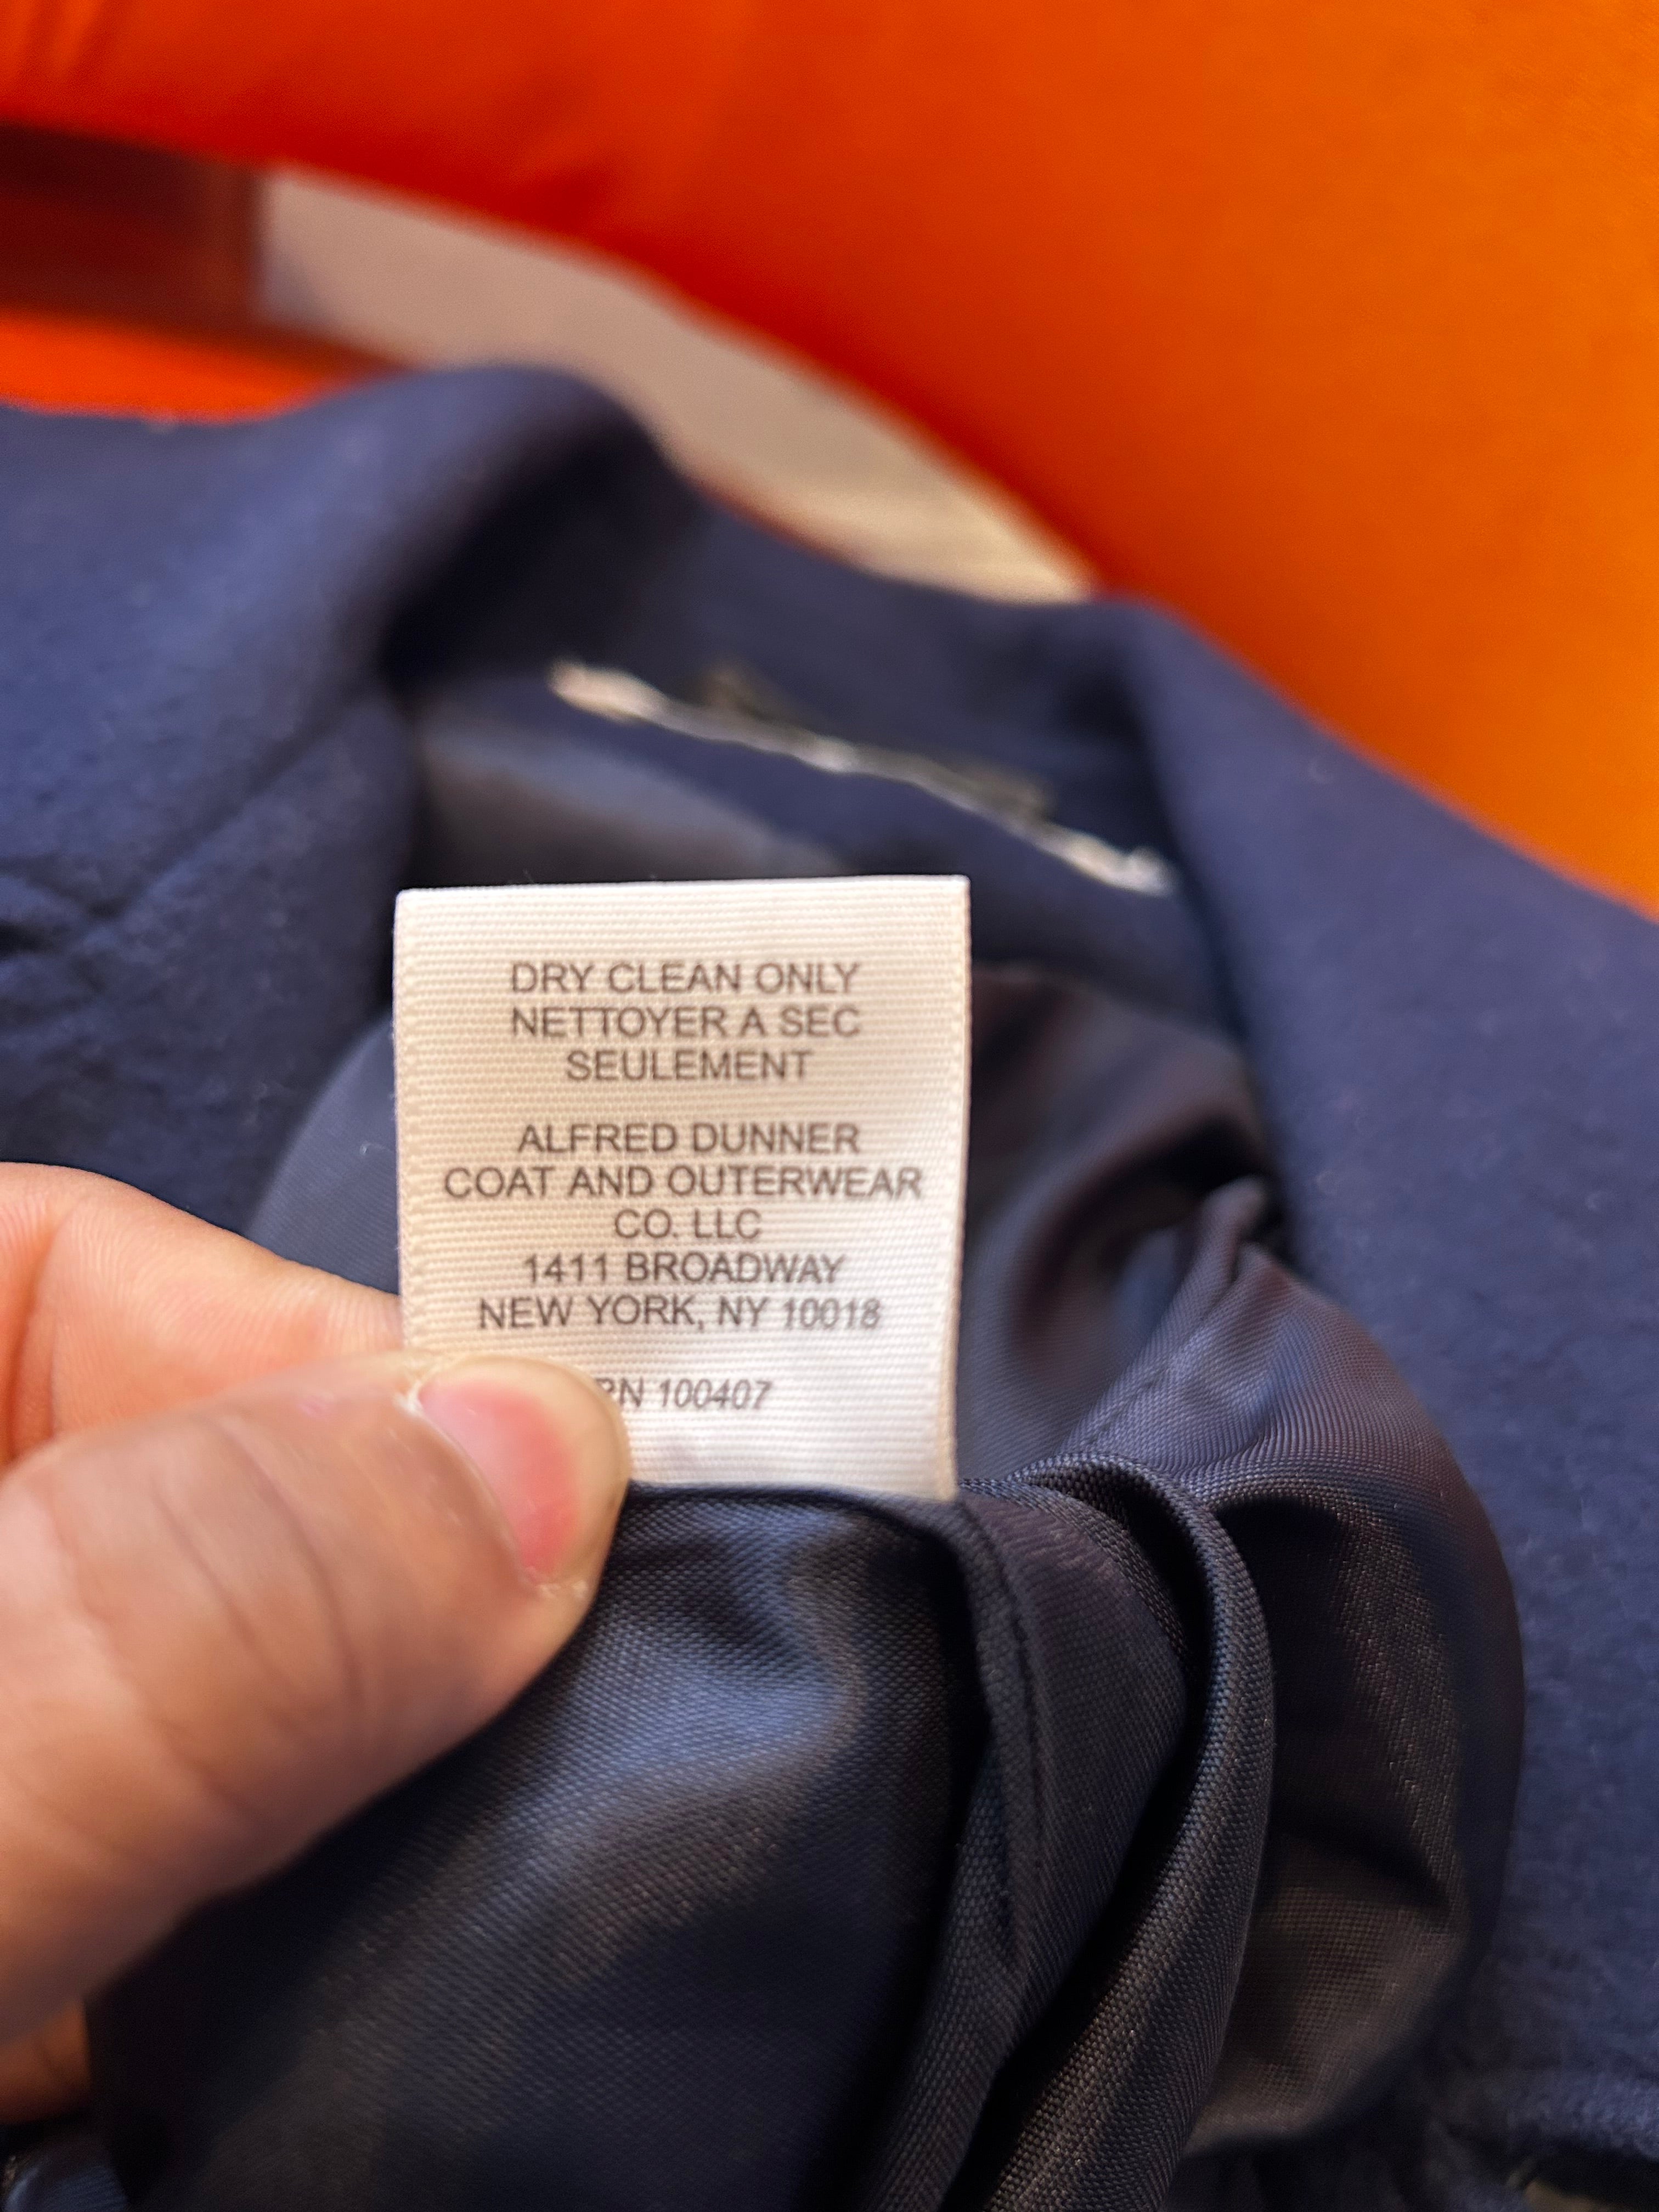 DRY CLEAN ONLY
NETTOYER A SEC
SEULEMENT
ALFRED DUNNER
COAT AND OUTERWEAR
CO. LLC
1411 BROADWAY
NEW YORK, NY 10018
RN 100407